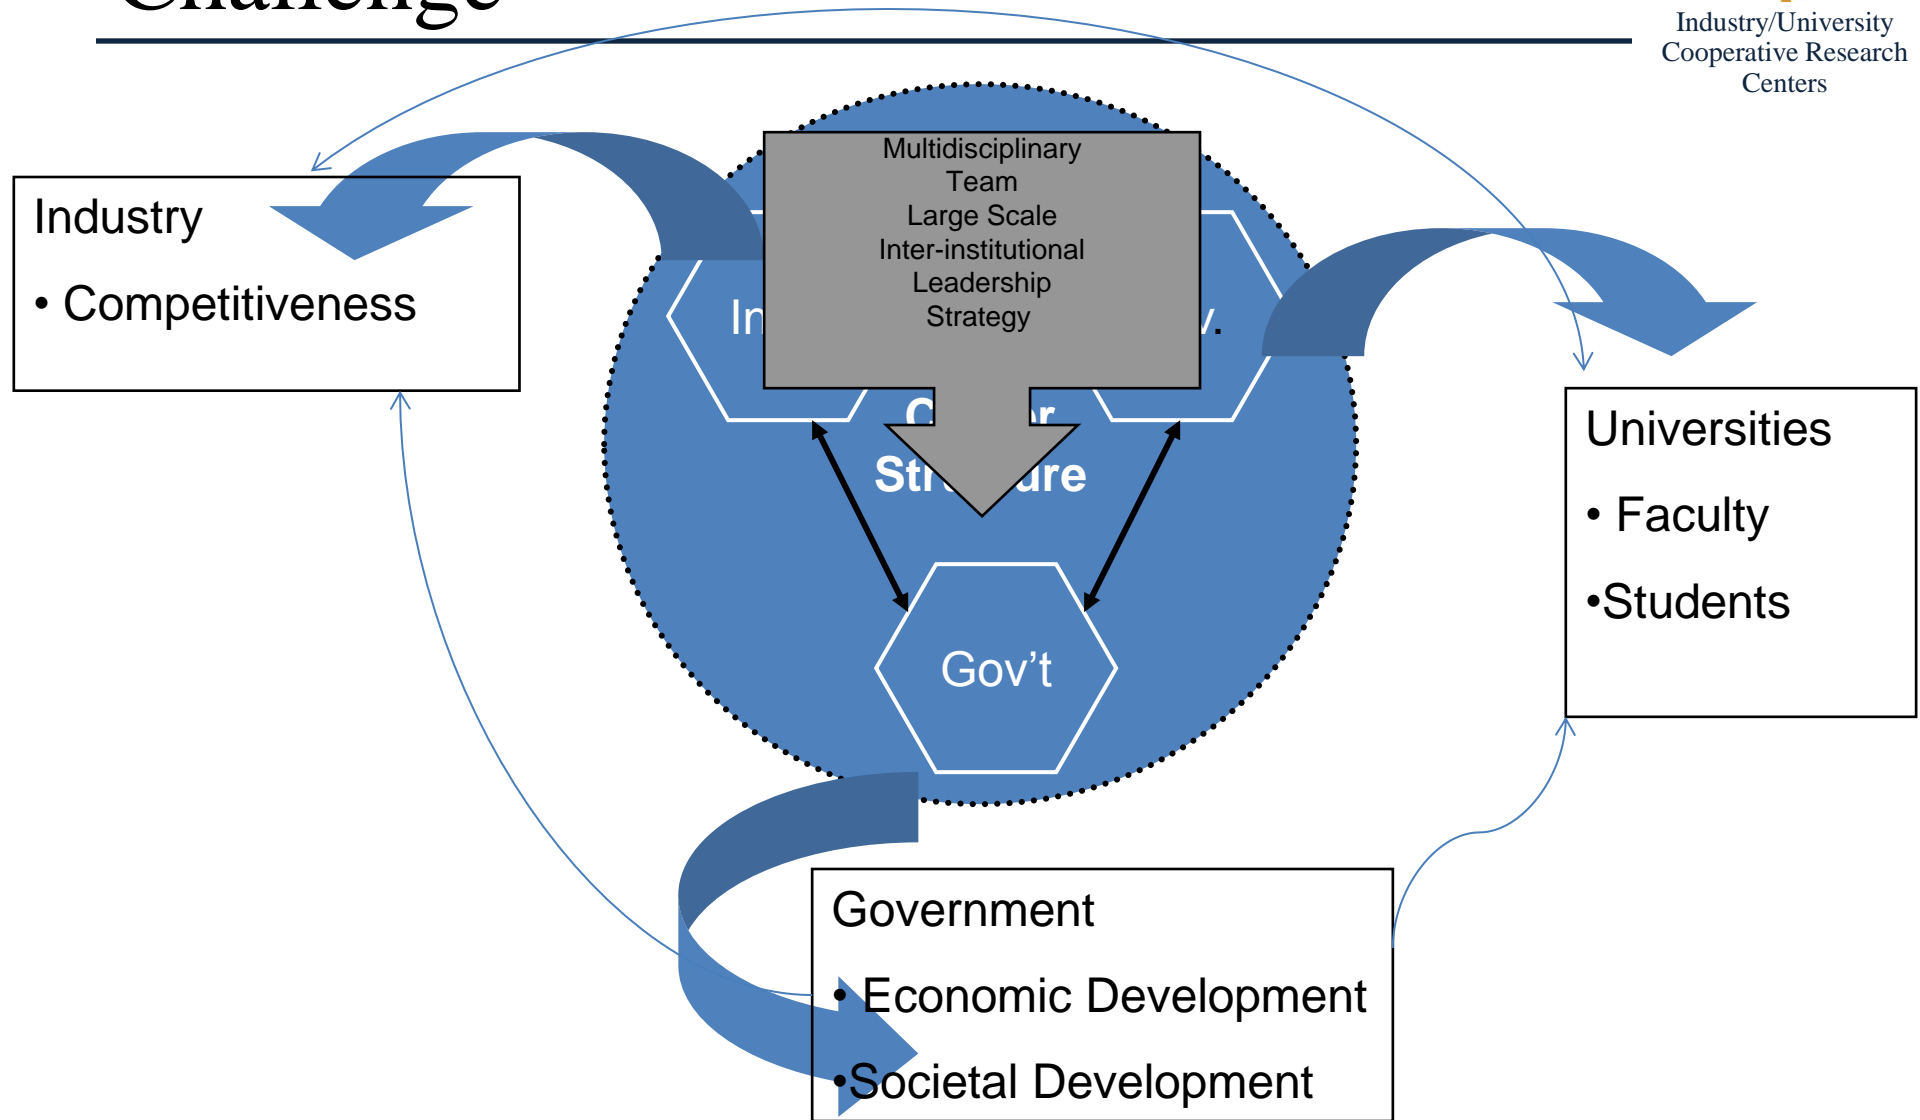 Challenge
Industry/University
Cooperative Research
Centers
Multidisciplinary
Team
Large Scale
Inter-institutional
Leadership
Strategy
Industry
• Competitiveness
Universities
• Faculty
•Students
Gov't
Government
• Economic Development
•Societal Development